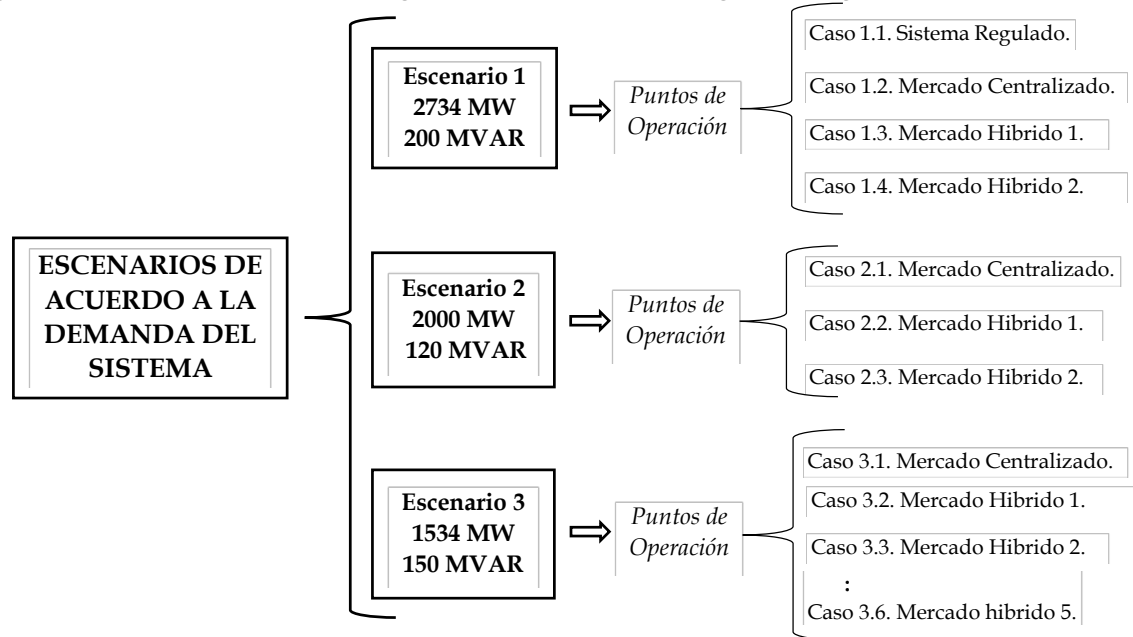 ESCENARIOS DE
ACUERDO A LA
DEMANDA DEL
SISTEMA
Escenario 1
2734 MW
200 MVAR
Puntos de
Operación
Caso 1.1. Sistema Regulado.
Caso 1.2. Mercado Centralizado.
Caso 1.3. Mercado Hibrido 1.
Caso 1.4. Mercado Hibrido 2.
Escenario 2
2000 MW
120 MVAR
Puntos de
Operación
Caso 2.1. Mercado Centralizado.
Caso 2.2. Mercado Hibrido 1.
Caso 2.3. Mercado Hibrido 2.
Escenario 3
1534 MW
150 MVAR
Puntos de
Operación
Caso 3.1. Mercado Centralizado.
Caso 3.2. Mercado Hibrido 1.
Caso 3.3. Mercado Hibrido 2.
:
Caso 3.6. Mercado hibrido 5.